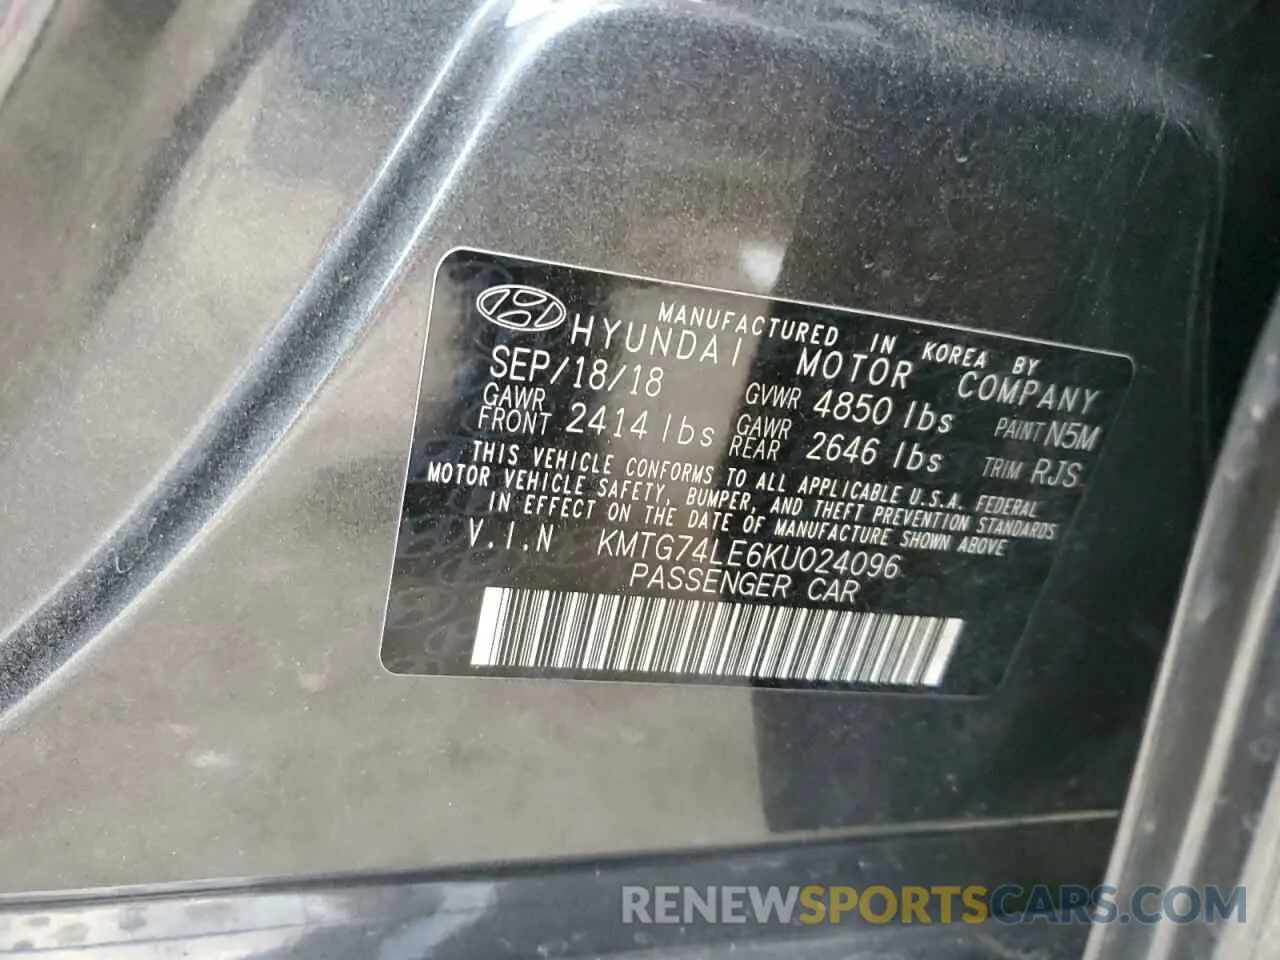 MANUFACTURED IN KOREA BY
HYUNDAI MOTOR COMPANY
SEP/18/18 GVWR 4850 lbs PAINT N5M
GAWR FRONT 2414 lbs GAWR REAR 2646 lbs TRIM RJS
THIS VEHICLE CONFORMS TO ALL APPLICABLE U.S.A. FEDERAL
MOTOR VEHICLE SAFETY, BUMPER, AND THEFT PREVENTION STANDARDS
IN EFFECT ON THE DATE OF MANUFACTURE SHOWN ABOVE
V.I.N KMTG74LE6KU024096
PASSENGER CAR
RENEWSPORTSCARS.COM